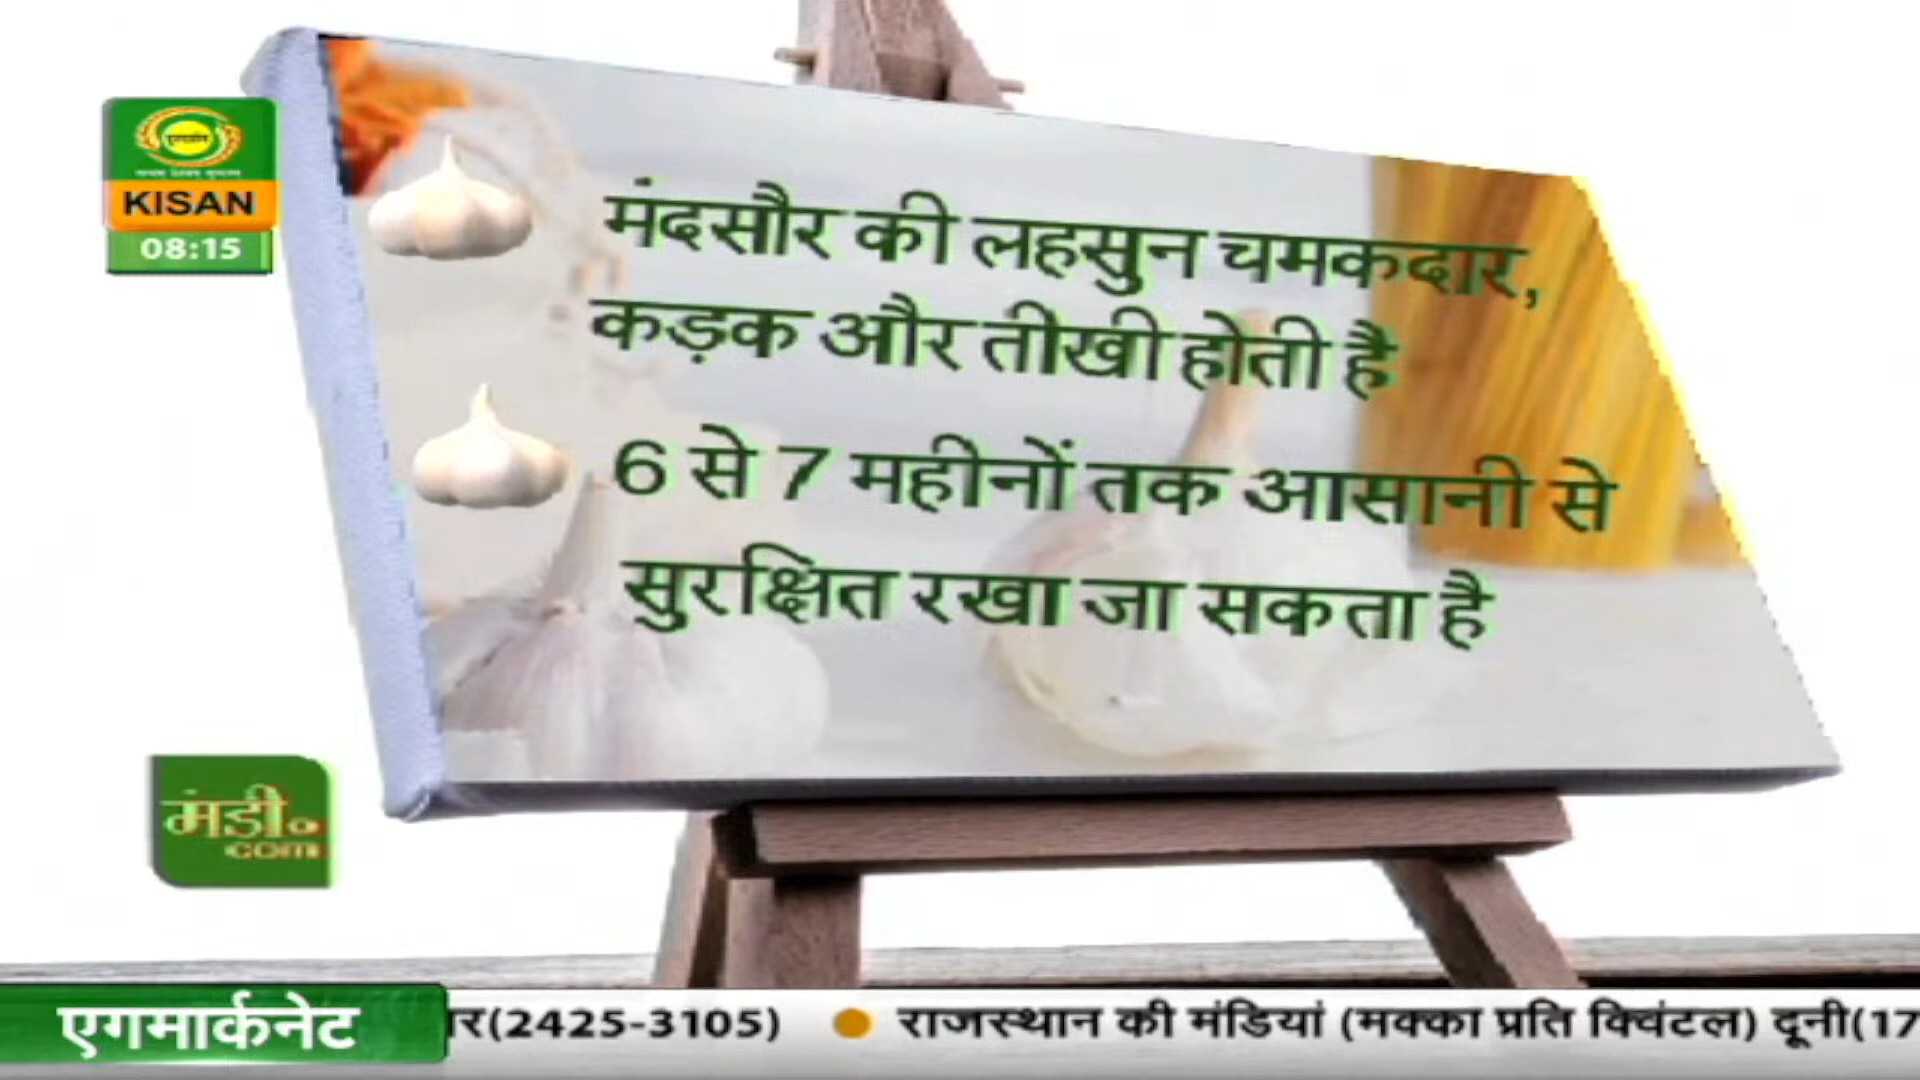 KISAN
08:15
मंदसौर की लहसुन चमकदार,
कड़क और तीखी होती है
6 से 7 महीनों तक आसानी से
सुरक्षित रखा जा सकता है
मंडी.
com
एगमार्कनेट
र(2425-3105) राजस्थान की मंडियां (मक्का प्रति क्विंटल) दूनी(17